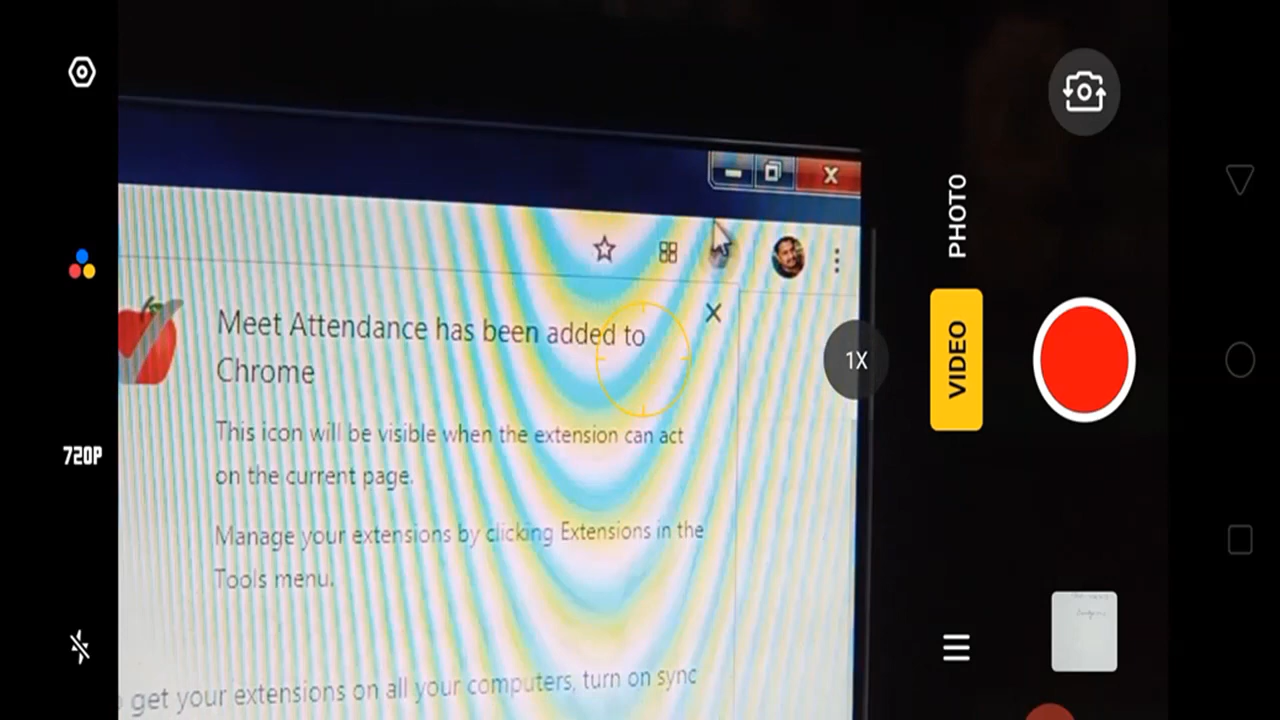 Meet Attendance has been added to
Chrome
This icon will be visible when the extension can act
on the current page.
Manage your extensions by clicking Extensions in the
Tools menu.
get your extensions on all your computers, turn on sync
720P
1X
PHOTO
VIDEO